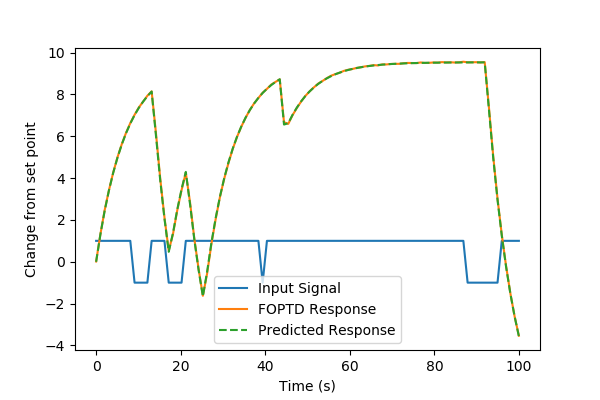 10
8
6
4
2
0
−2
−4
Change from set point
Input Signal
FOPTD Response
Predicted Response
0 20 40 60 80 100
Time (s)